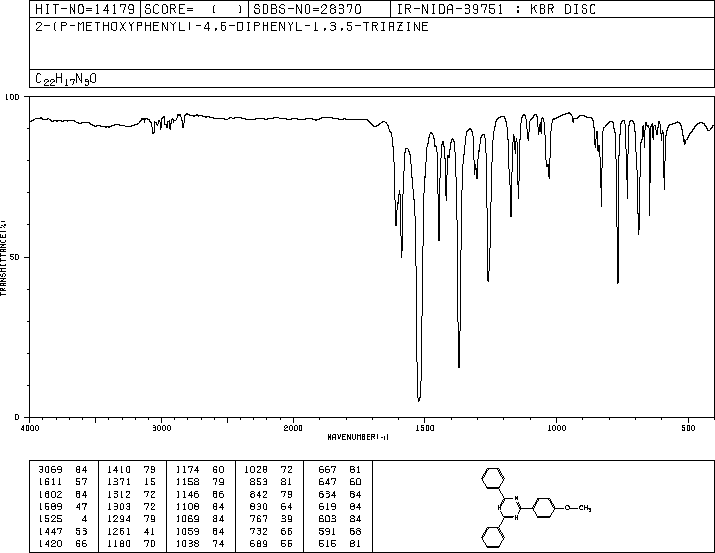 HIT-NO=14179 SCORE= ( ) SDBS-NO=28370 IR-NIDA-39751 : KBR DISC
2-(P-METHOXYPHENYL)-4,6-DIPHENYL-1,3,5-TRIAZINE
C22H17N3O
100
50
0
TRANSMITTANCE(%)
4000 3000 2000 1500 1000 500
WAVENUMBER(-1)
3069 84 1410 79 1174 60 1028 72 667 81
1611 57 1371 15 1158 79 853 81 647 60
1602 64 1312 72 1146 66 842 79 634 84
1589 47 1303 72 1108 84 830 64 619 84
1525 4 1294 79 1069 84 767 39 603 84
1447 53 1261 41 1059 84 732 66 591 68
1420 66 1180 70 1038 74 689 55 515 81
N N N O CH3